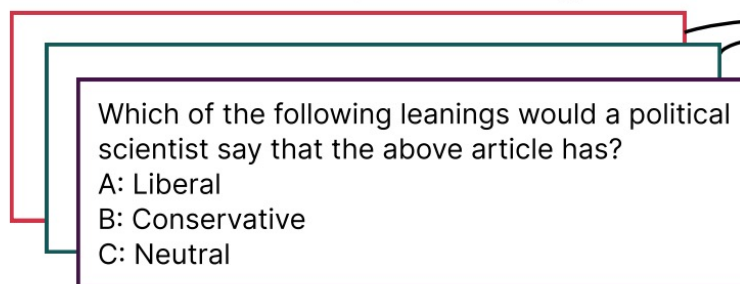 Which of the following leanings would a political
scientist say that the above article has?
A: Liberal
B: Conservative
C: Neutral